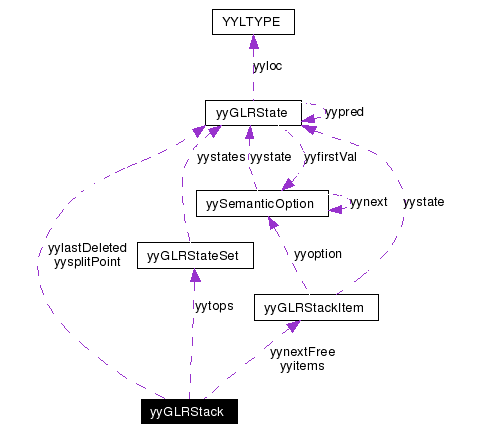 YYLTYPE
yyloc
yyGLRState
yypred
yystates
yystate
yyfirstVal
yySemanticOption
yynext
yystate
yylastDeleted
yysplitPoint
yyGLRStateSet
yyoption
yytops
yyGLRStackItem
yynextFree
yyitems
yyGLRStack